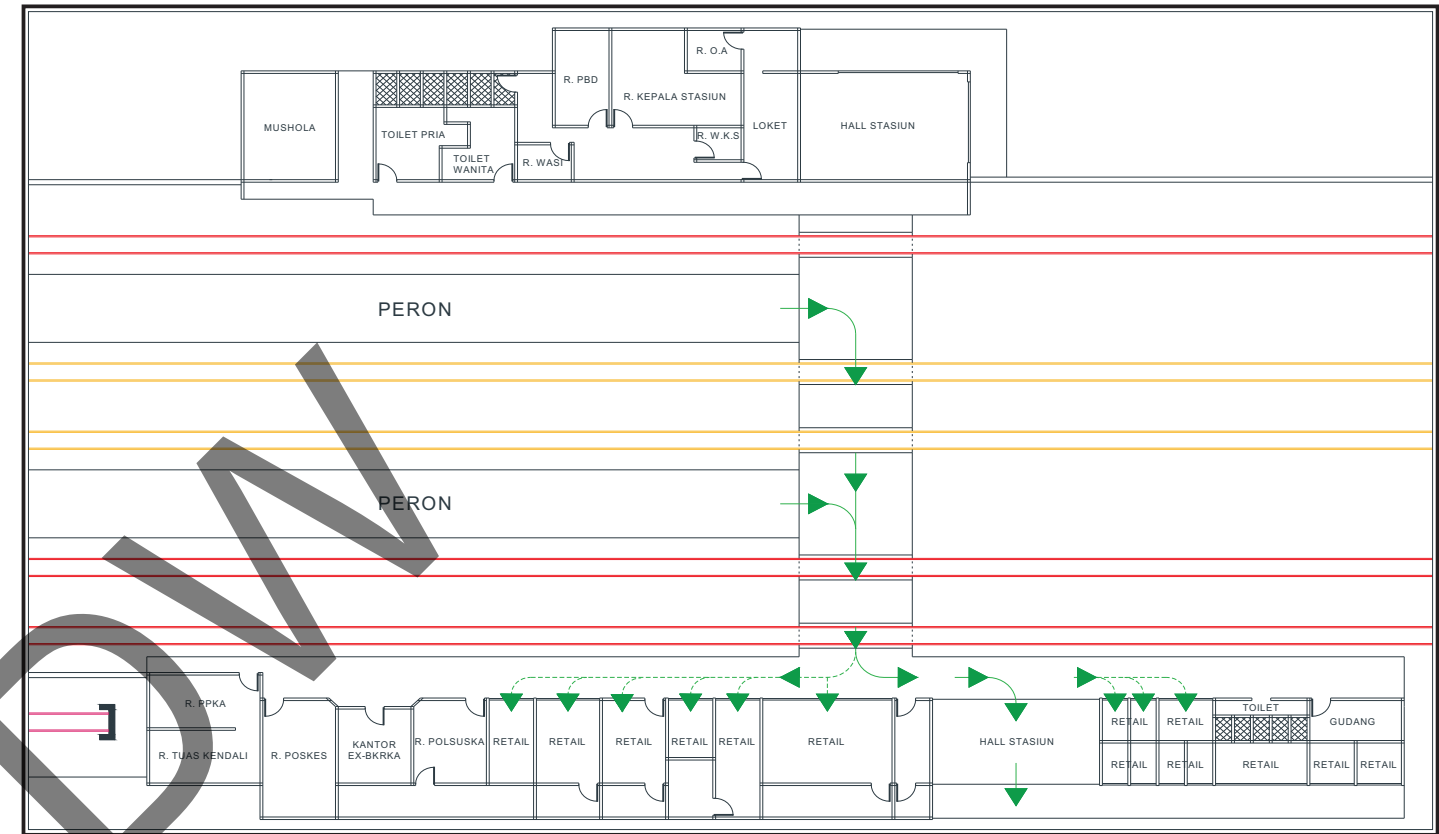 R. O.A
R. PBD
R. KEPALA STASIUN
MUSHOLA
TOILET PRIA
R. W.K.S
LOKET
HALL STASIUN
TOILET
WANITA
R. WASI
PERON
PERON
R. PPKA
R. TUAS KENDALI
R. POSKES
KANTOR
EX-BKRKA
R. POLSUSKA
RETAIL
RETAIL
RETAIL
RETAIL
RETAIL
RETAIL
HALL STASIUN
RETAIL
RETAIL
TOILET
GUDANG
RETAIL
RETAIL
RETAIL
RETAIL
RETAIL
DW